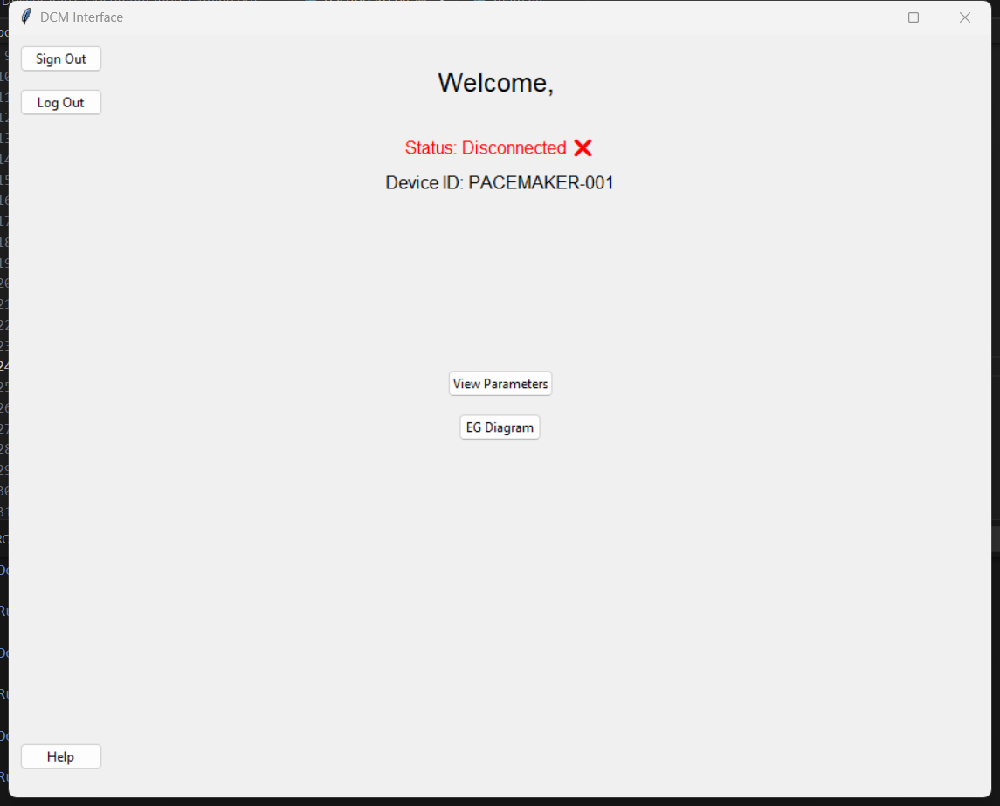 DCM Interface
Sign Out
Log Out
Welcome,
Status: Disconnected ❌
Device ID: PACEMAKER-001
View Parameters
EG Diagram
Help